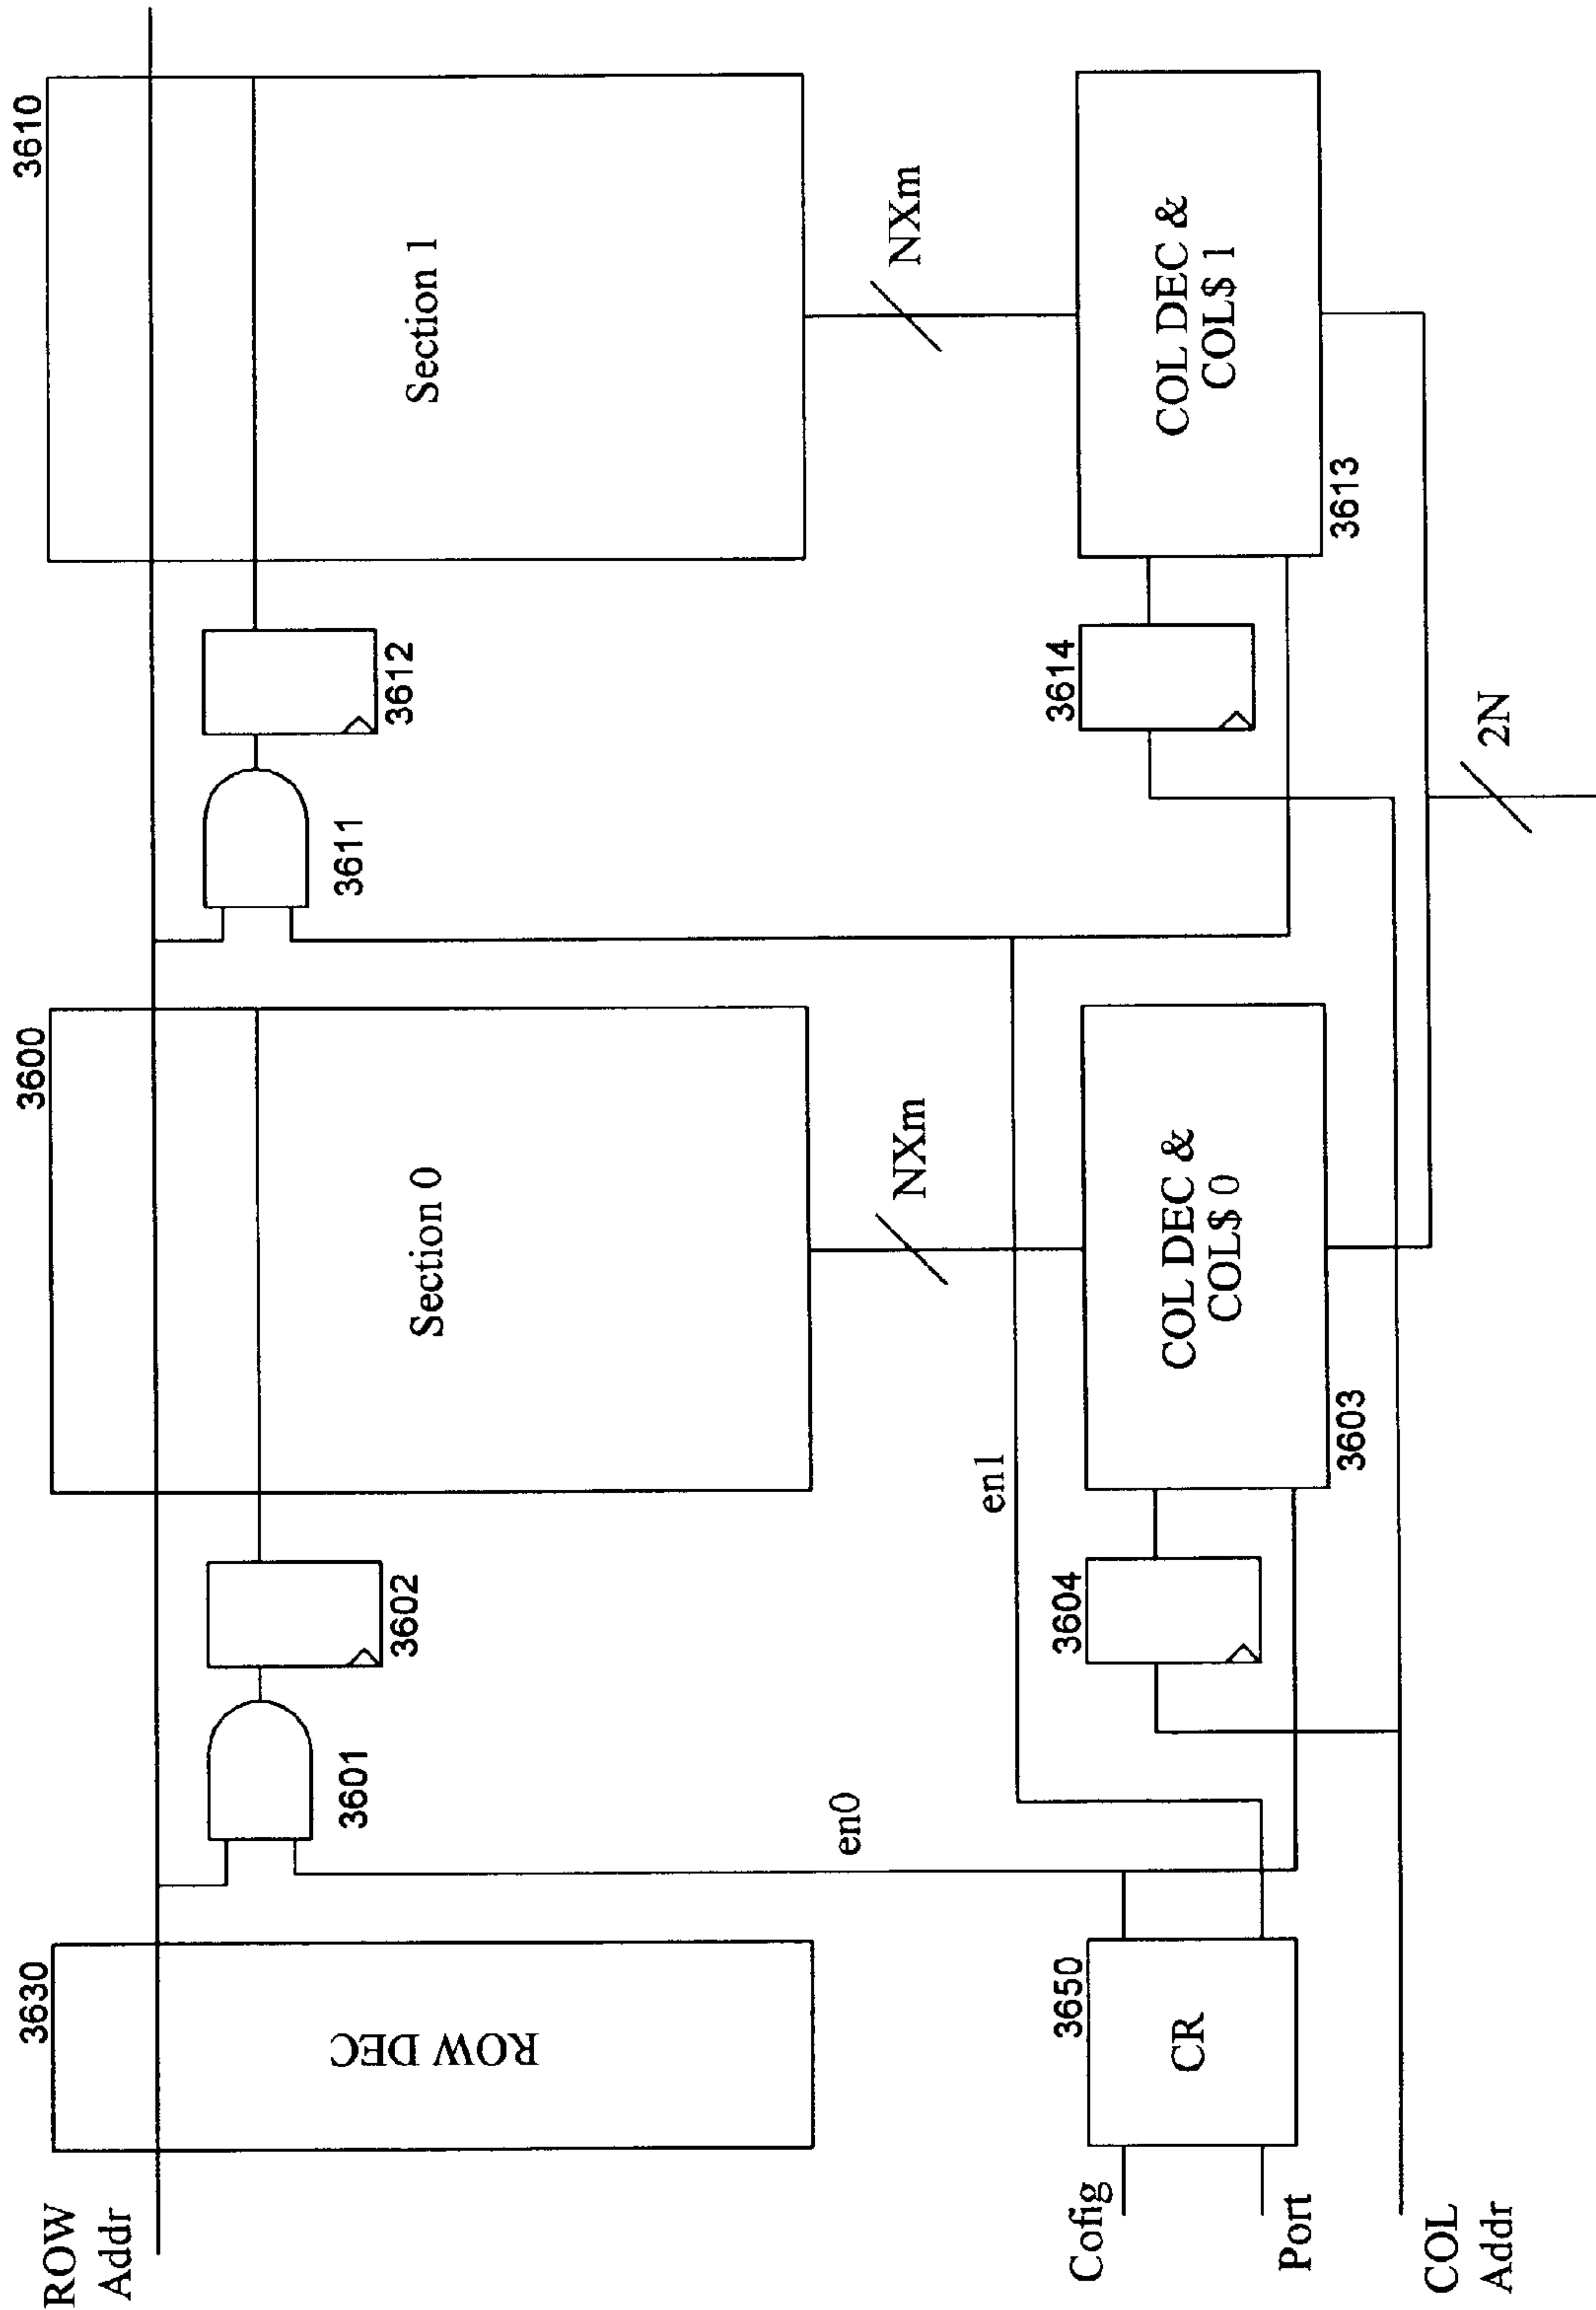 ROW
Addr
3630
ROW DEC
3601
3602
3600
Section 0
3611
3612
3610
Section 1
en0
en1
NXm
NXm
Cofig
Port
3650
CR
3604
COL DEC &
COL$ 0
3603
3614
COL DEC &
COL$ 1
3613
COL
Addr
2N